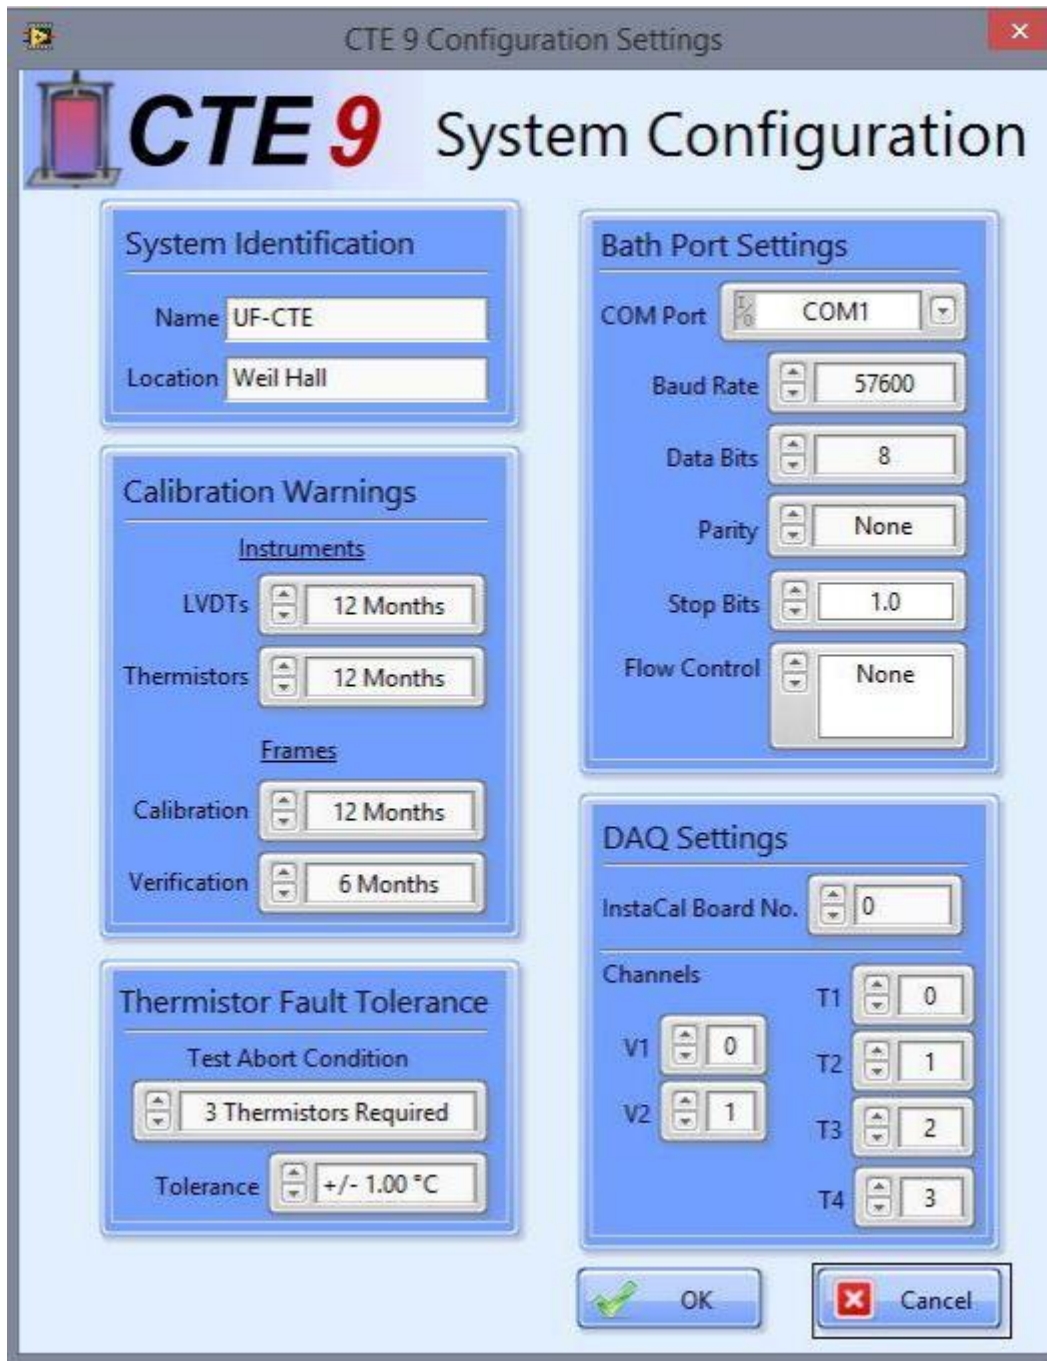 CTE 9 Configuration Settings
CTE 9 System Configuration
System Identification
Name UF-CTE
Location Weil Hall
Calibration Warnings
Instruments
LVDTs 12 Months
Thermistors 12 Months
Frames
Calibration 12 Months
Verification 6 Months
Thermistor Fault Tolerance
Test Abort Condition
3 Thermistors Required
Tolerance +/- 1.00 °C
Bath Port Settings
COM Port I/O COM1
Baud Rate 57600
Data Bits 8
Parity None
Stop Bits 1.0
Flow Control None
DAQ Settings
InstaCal Board No. 0
Channels
V1 0
V2 1
T1 0
T2 1
T3 2
T4 3
OK Cancel